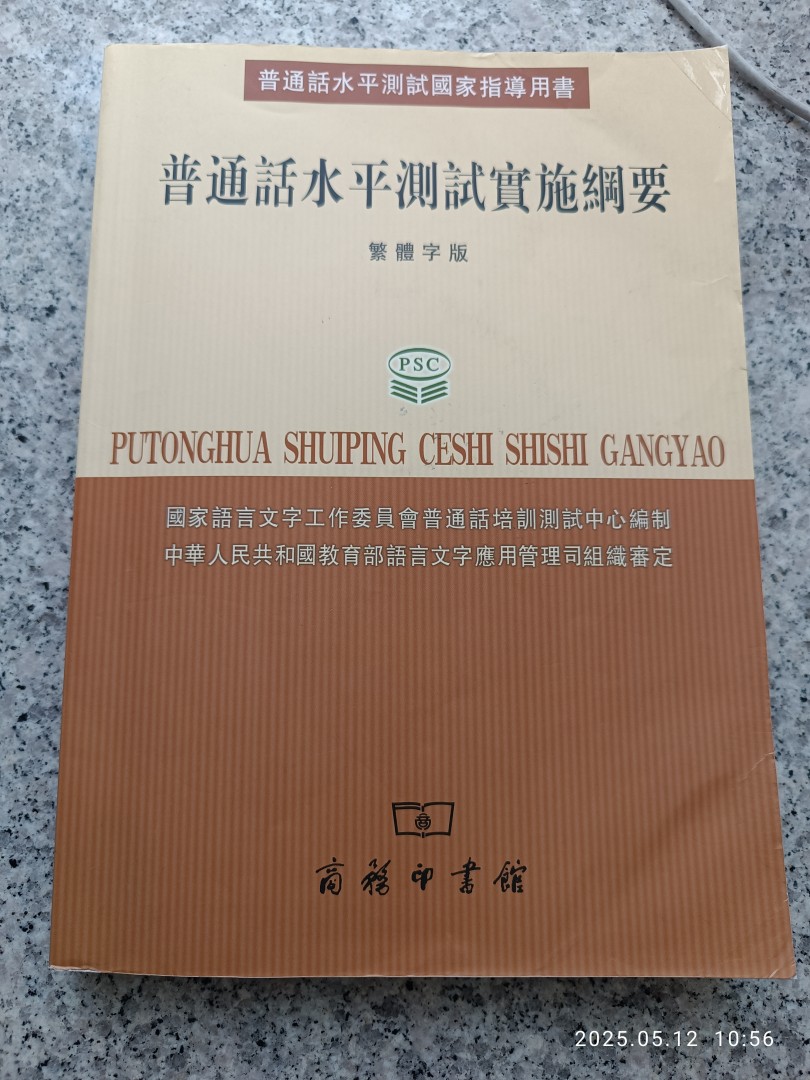 普通話水平測試國家指導用書
普通話水平測試實施綱要
繁體字版
PSC
PUTONGHUA SHUIPING CESHI SHISHI GANGYAO
國家語言文字工作委員會普通話培訓測試中心編制
中華人民共和國教育部語言文字應用管理司組織審定
商務印書館
2025.05.12 10:56